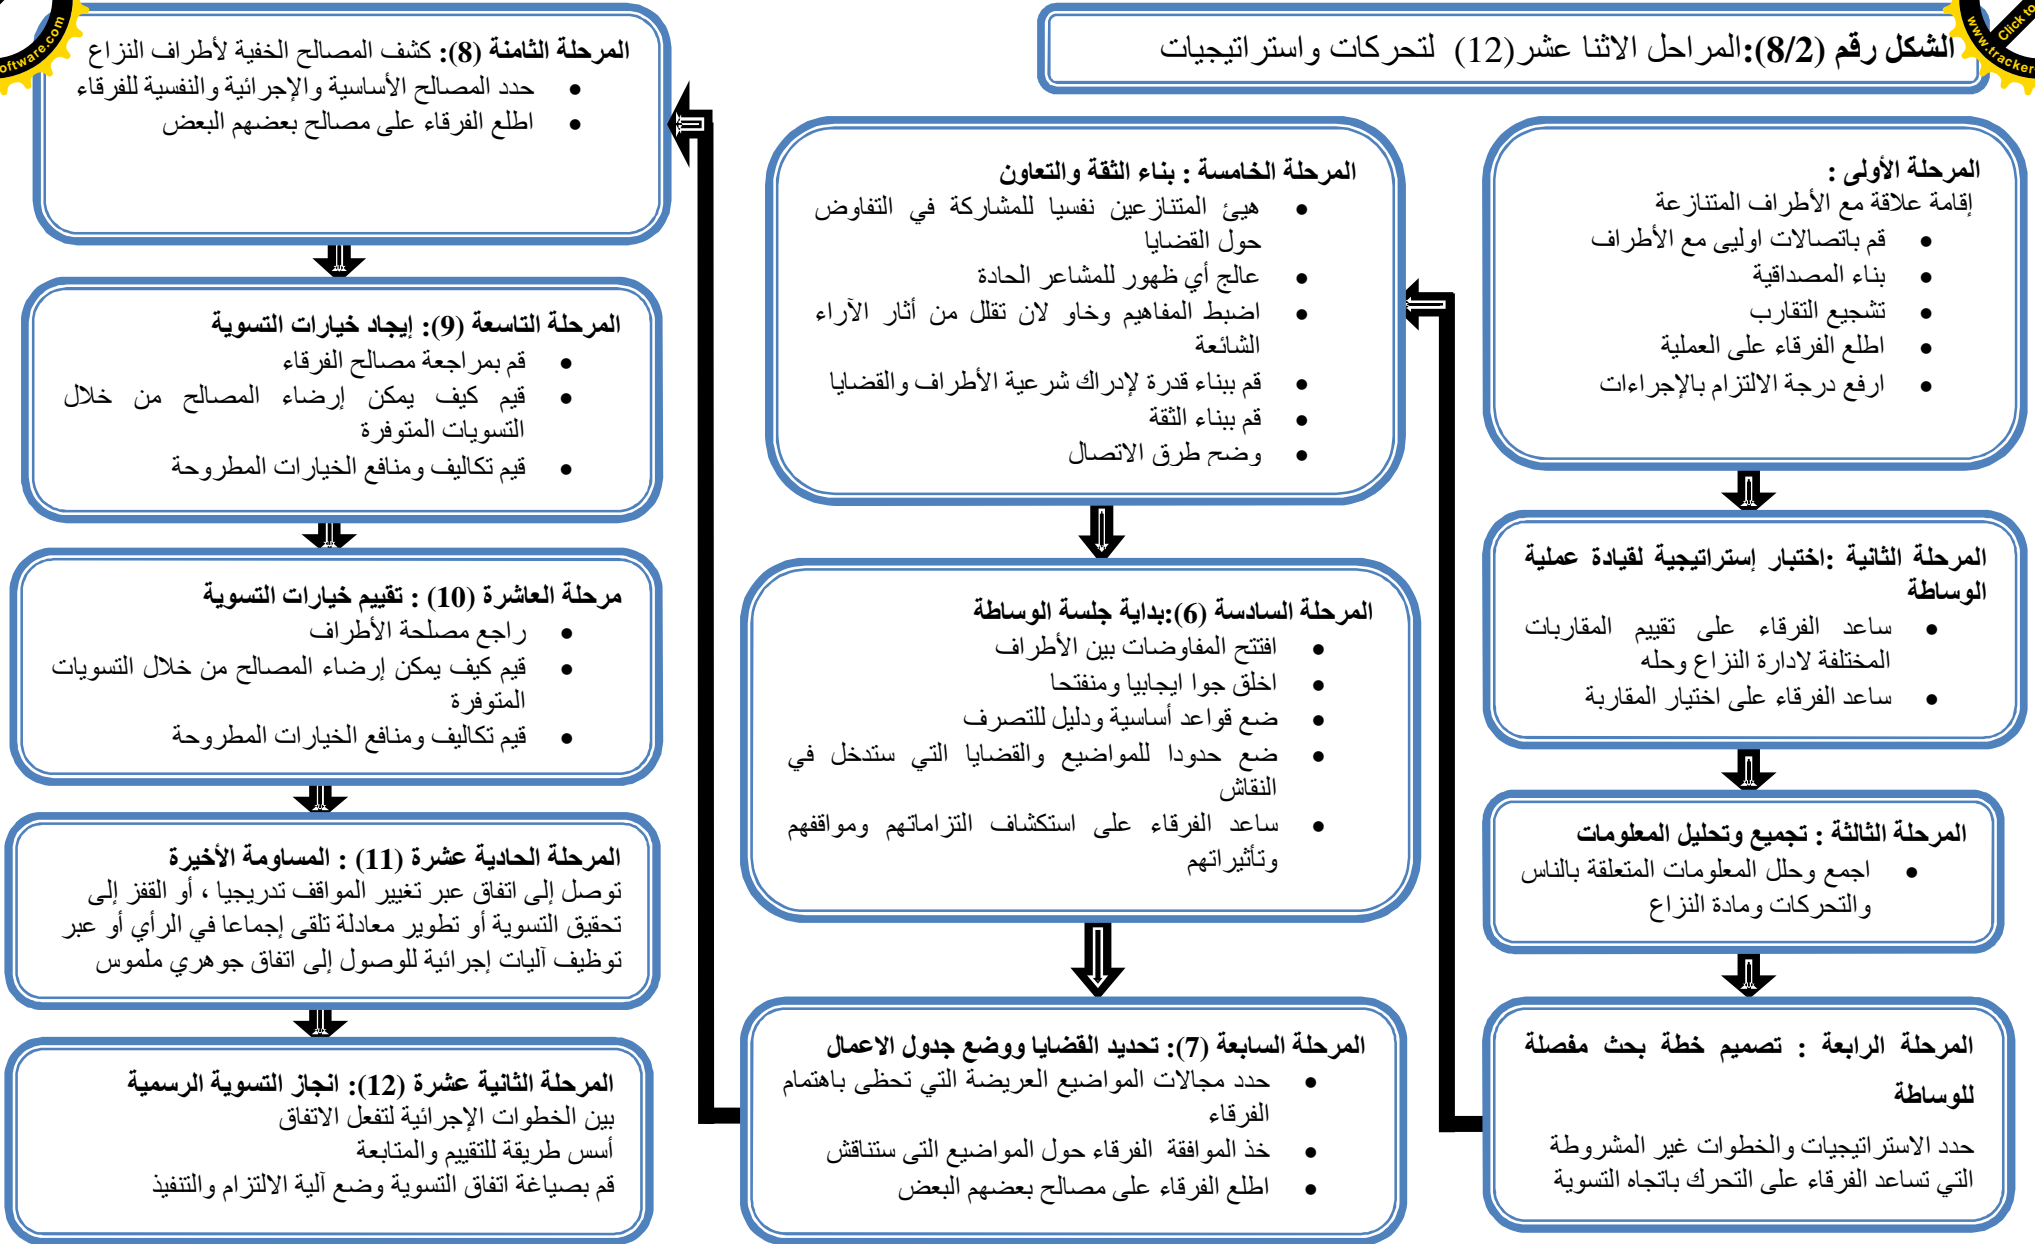 الشكل رقم (8/2):المراحل الاثنا عشر(12) لتحركات واستراتيجيات
المرحلة الأولى :
إقامة علاقة مع الأطراف المتنازعة
• قم باتصالات اوليى مع الأطراف
• بناء المصداقية
• تشجيع التقارب
• اطلع الفرقاء على العملية
• ارفع درجة الالتزام بالإجراءات
المرحلة الثانية :اختبار إستراتيجية لقيادة عملية
الوساطة
• ساعد الفرقاء على تقييم المقاربات
المختلفة لادارة النزاع وحله
• ساعد الفرقاء على اختيار المقاربة
المرحلة الثالثة : تجميع وتحليل المعلومات
• اجمع وحلل المعلومات المتعلقة بالناس
والتحركات ومادة النزاع
المرحلة الرابعة : تصميم خطة بحث مفصلة
للوساطة
حدد الاستراتيجيات والخطوات غير المشروطة
التي تساعد الفرقاء على التحرك باتجاه التسوية
المرحلة الخامسة : بناء الثقة والتعاون
• هيئ المتنازعين نفسيا للمشاركة في التفاوض
حول القضايا
• عالج أي ظهور للمشاعر الحادة
• اضبط المفاهيم وخاو لان تقلل من أثار الآراء
الشائعة
• قم ببناء قدرة لإدراك شرعية الأطراف والقضايا
• قم ببناء الثقة
• وضح طرق الاتصال
المرحلة السادسة (6):بداية جلسة الوساطة
• افتتح المفاوضات بين الأطراف
• اخلق جوا ايجابيا ومنفتحا
• ضع قواعد أساسية ودليل للتصرف
• ضع حدودا للمواضيع والقضايا التي ستدخل في
النقاش
• ساعد الفرقاء على استكشاف التزاماتهم ومواقفهم
وتأثيراتهم
المرحلة السابعة (7): تحديد القضايا ووضع جدول الاعمال
• حدد مجالات المواضيع العريضة التي تحظى باهتمام
الفرقاء
• خذ الموافقة الفرقاء حول المواضيع التى ستناقش
• اطلع الفرقاء على مصالح بعضهم البعض
المرحلة الثامنة (8): كشف المصالح الخفية لأطراف النزاع
• حدد المصالح الأساسية والإجرائية والنفسية للفرقاء
• اطلع الفرقاء على مصالح بعضهم البعض
المرحلة التاسعة (9): إيجاد خيارات التسوية
• قم بمراجعة مصالح الفرقاء
• قيم كيف يمكن إرضاء المصالح من خلال
التسويات المتوفرة
• قيم تكاليف ومنافع الخيارات المطروحة
مرحلة العاشرة (10) : تقييم خيارات التسوية
• راجع مصلحة الأطراف
• قيم كيف يمكن إرضاء المصالح من خلال التسويات
المتوفرة
• قيم تكاليف ومنافع الخيارات المطروحة
المرحلة الحادية عشرة (11) : المساومة الأخيرة
توصل إلى اتفاق عبر تغيير المواقف تدريجيا ، أو القفز إلى
تحقيق التسوية أو تطوير معادلة تلقى إجماعا في الرأي أو عبر
توظيف آليات إجرائية للوصول إلى اتفاق جوهري ملموس
المرحلة الثانية عشرة (12): انجاز التسوية الرسمية
بين الخطوات الإجرائية لتفعل الاتفاق
أسس طريقة للتقييم والمتابعة
قم بصياغة اتفاق التسوية وضع آلية الالتزام والتنفيذ
Click to